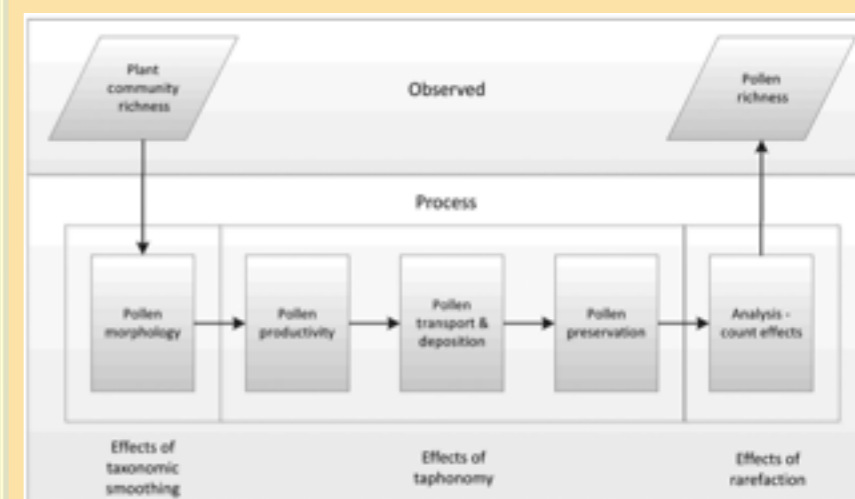 Plant
community
richness
Observed
Pollen
richness
Process
Pollen
morphology
Pollen
productivity
Pollen
transport &
deposition
Pollen
preservation
Analysis -
count effects
Effects of
taxonomic
smoothing
Effects of
taphonomy
Effects of
rarefaction